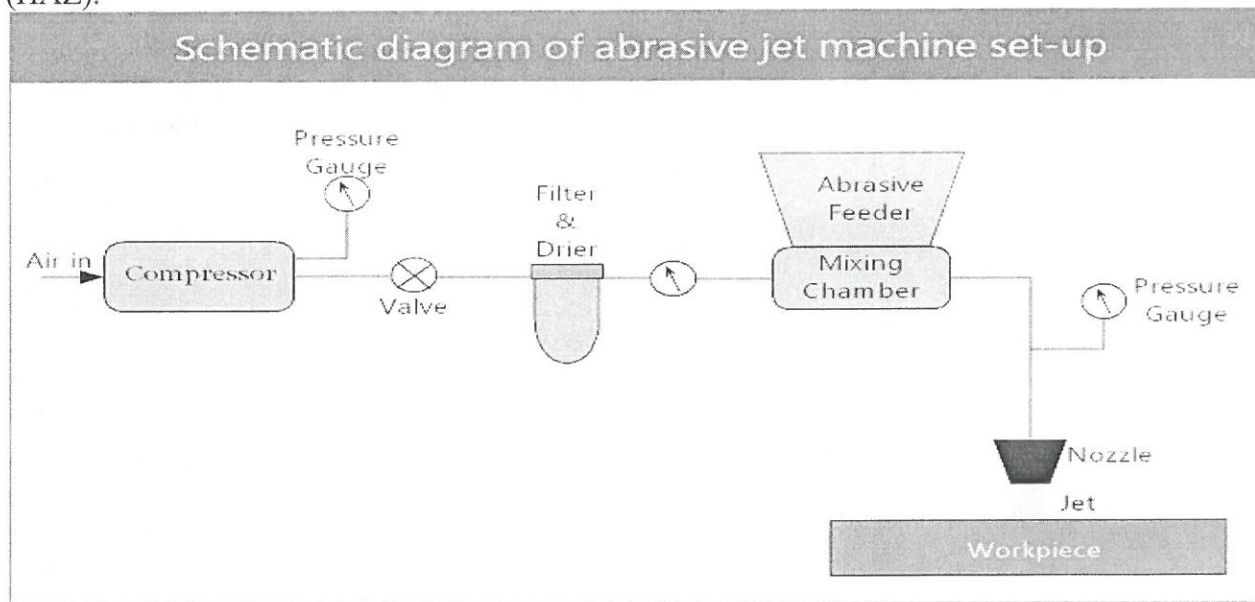 (HAZ).
Schematic diagram of abrasive jet machine set-up
Pressure
Gauge
Filter
&
Drier
Abrasive
Feeder
Air in
Compressor
Valve
Mixing
Chamber
Pressure
Gauge
Nozzle
Jet
Workpiece